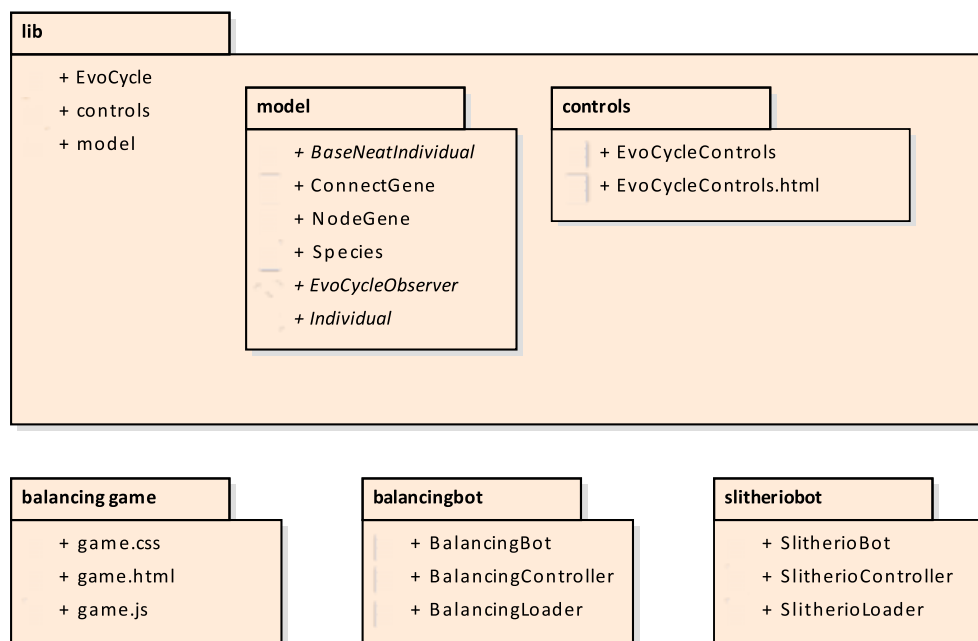 lib
+ EvoCycle
+ controls
+ model
model
+ BaseNeatIndividual
+ ConnectGene
+ NodeGene
+ Species
+ EvoCycleObserver
+ Individual
controls
+ EvoCycleControls
+ EvoCycleControls.html
balancing game
+ game.css
+ game.html
+ game.js
balancingbot
+ BalancingBot
+ BalancingController
+ BalancingLoader
slitheriobot
+ SlitherioBot
+ SlitherioController
+ SlitherioLoader